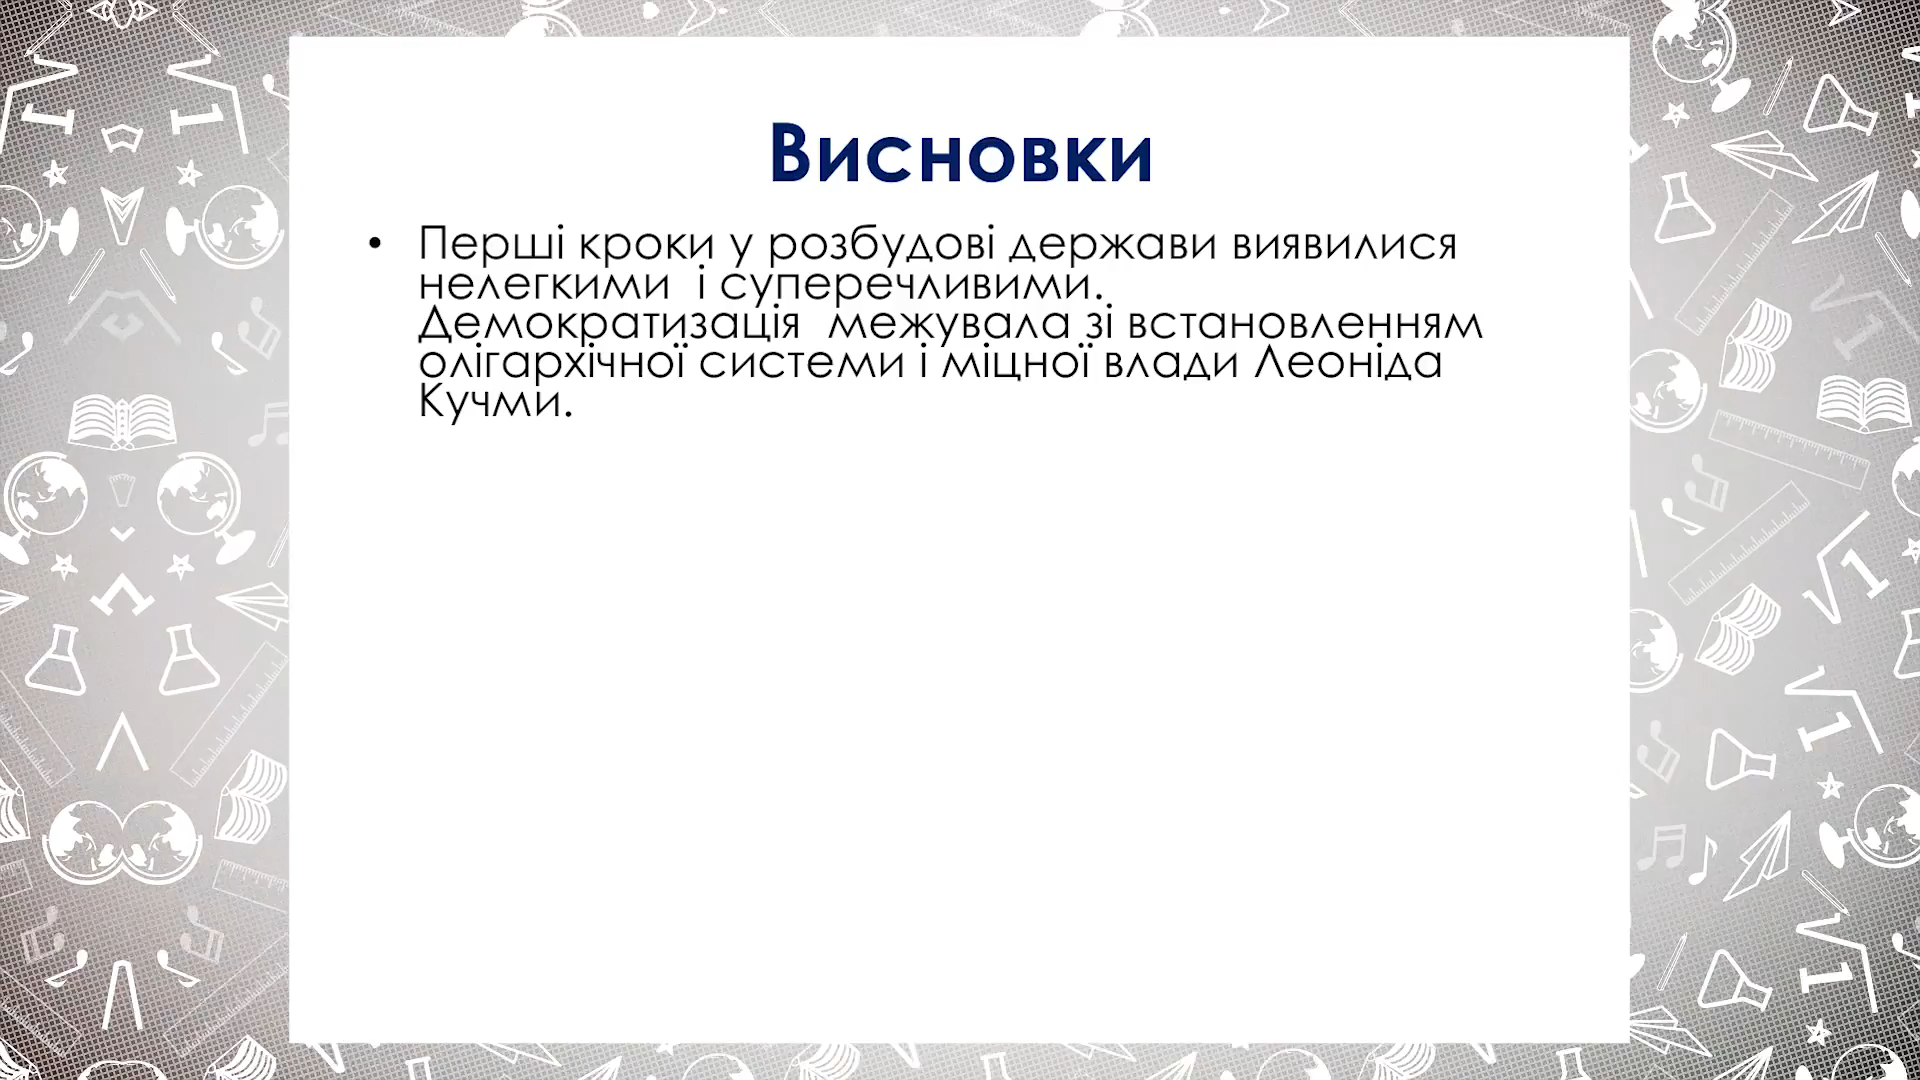 Висновки
• Перші кроки у розбудові держави виявилися
нелегкими  і суперечливими.
Демократизація  межувала зі встановленням
олігархічної системи і міцної влади Леоніда
Кучми.